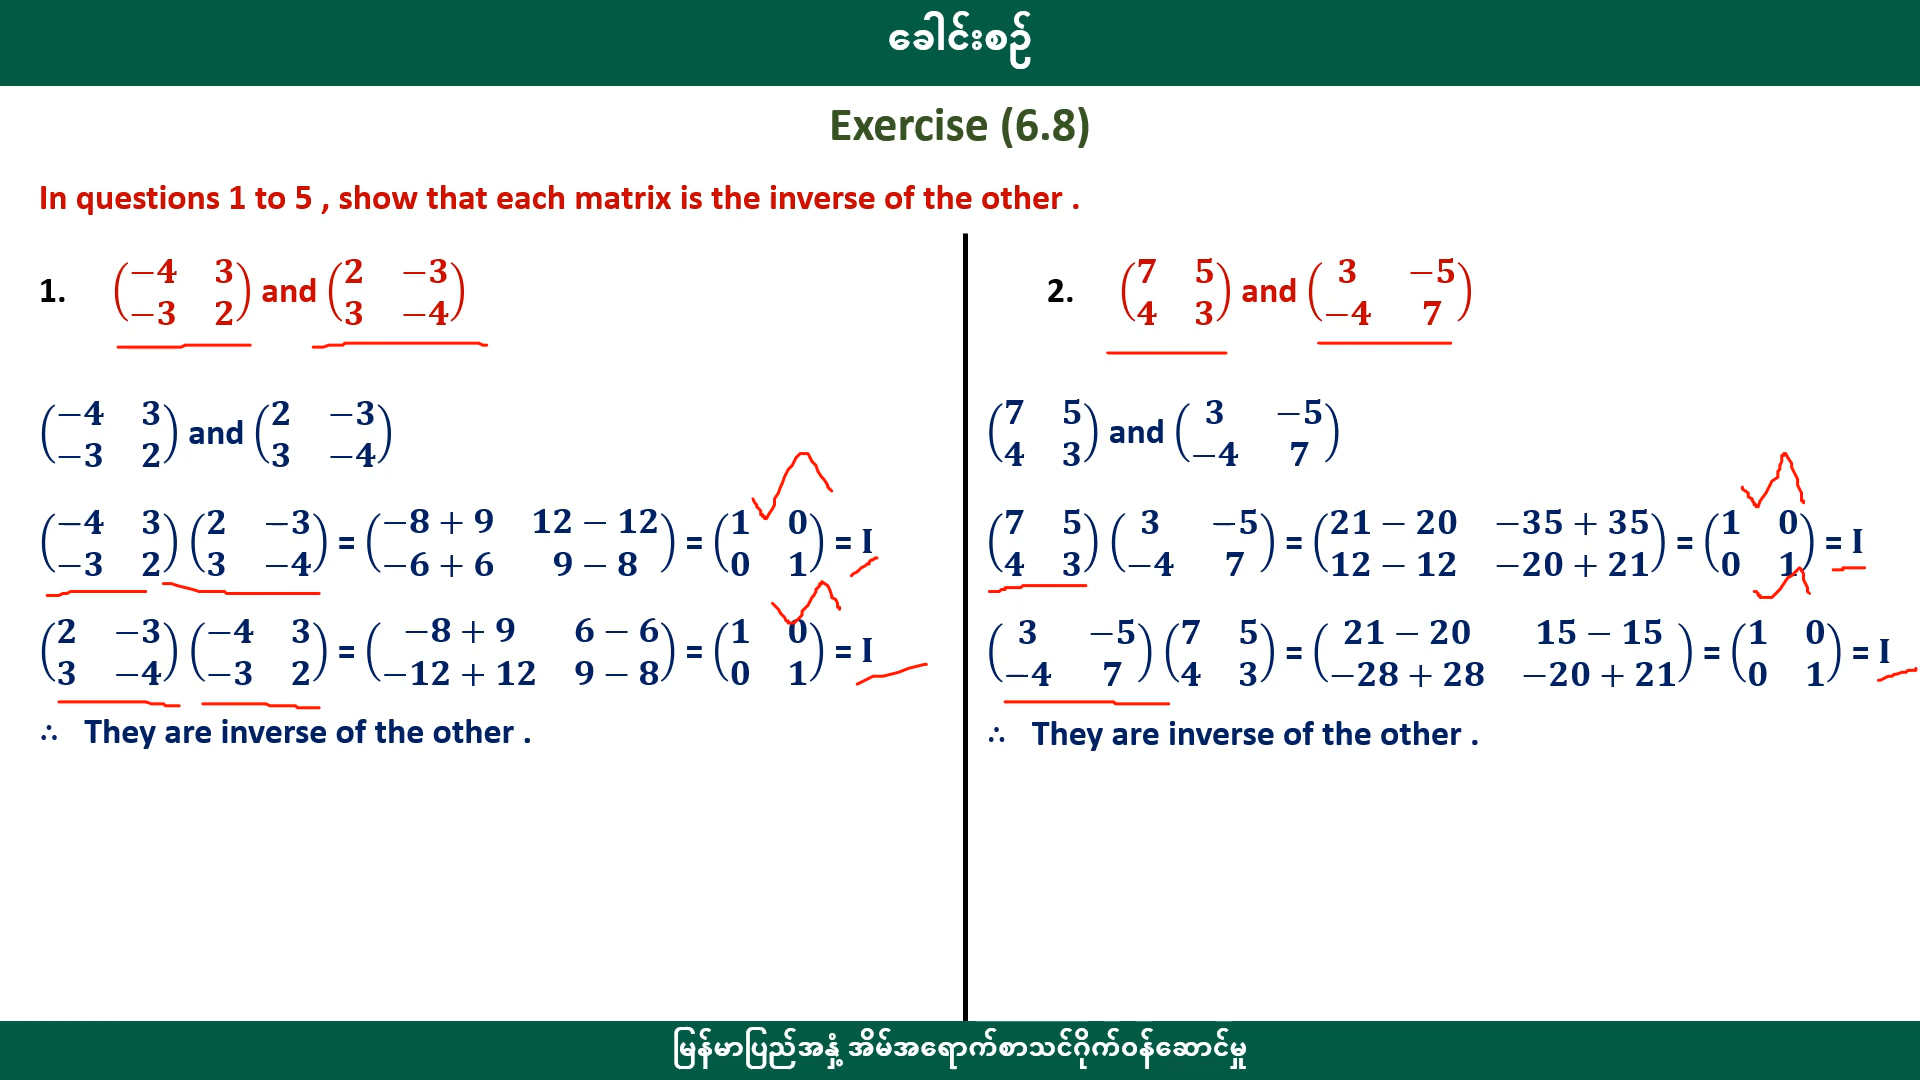 ခေါင်းစဉ်
Exercise (6.8)
In questions 1 to 5 , show that each matrix is the inverse of the other .
1. (−4 3 −3 2) and (2 −3 3 −4)
(−4 3 −3 2) and (2 −3 3 −4)
(−4 3 −3 2) (2 −3 3 −4) = (−8 + 9 12 − 12 −6 + 6 9 − 8) = (1 0 0 1) = I
(2 −3 3 −4) (−4 3 −3 2) = (−8 + 9 6 − 6 −12 + 12 9 − 8) = (1 0 0 1) = I
∴ They are inverse of the other .
2. (7 5 4 3) and (3 −5 −4 7)
(7 5 4 3) and (3 −5 −4 7)
(7 5 4 3) (3 −5 −4 7) = (21 − 20 −35 + 35 12 − 12 −20 + 21) = (1 0 0 1) = I
(3 −5 −4 7) (7 5 4 3) = (21 − 20 15 − 15 −28 + 28 −20 + 21) = (1 0 0 1) = I
∴ They are inverse of the other .
မြန်မာပြည်အနှံ့ အိမ်အရောက်စာသင်ဂိုက်ဝန်ဆောင်မှု